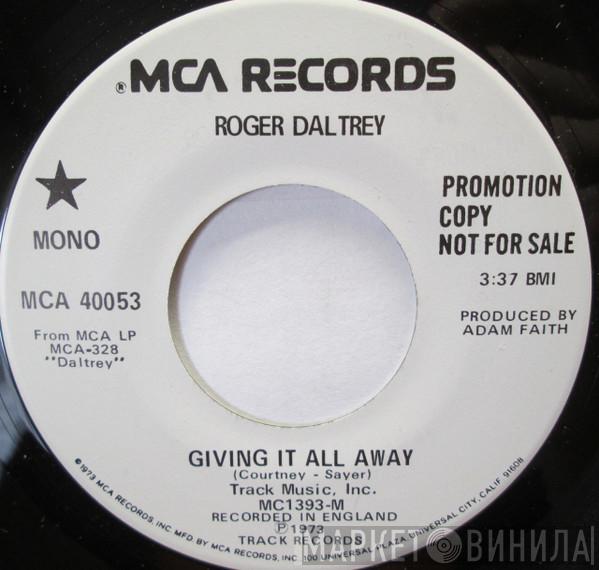 ® MCA RECORDS
ROGER DALTREY
MONO
MCA 40053
From MCA LP
MCA-328
"Daltrey"
PROMOTION
COPY
NOT FOR SALE
3:37 BMI
PRODUCED BY
ADAM FAITH
GIVING IT ALL AWAY
(Courtney - Sayer)
Track Music, Inc.
MC1393-M
RECORDED IN ENGLAND
℗ 1973
TRACK RECORDS
©1973 MCA RECORDS, INC MFD. BY MCA RECORDS, INC 100 UNIVERSAL PLAZA UNIVERSAL CITY, CALIF. 91608
МАРКЕТ ВИНИЛА